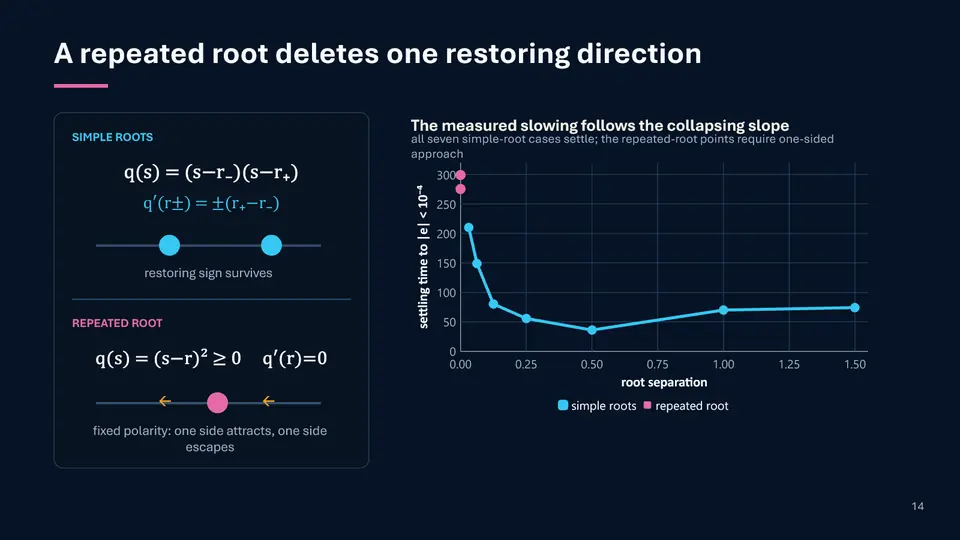 A repeated root deletes one restoring direction
SIMPLE ROOTS
q(s) = (s−r₋)(s−r₊)
q′(r±) = ±(r₊−r₋)
restoring sign survives
REPEATED ROOT
q(s) = (s−r)² ≥ 0 q′(r)=0
← ←
fixed polarity: one side attracts, one side
escapes
The measured slowing follows the collapsing slope
all seven simple-root cases settle; the repeated-root points require one-sided
approach
settling time to |e| < 10⁻⁴
300
250
200
150
100
50
0
0.00 0.25 0.50 0.75 1.00 1.25 1.50
root separation
simple roots repeated root
14